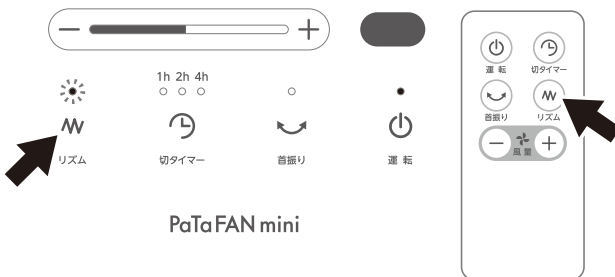 1h 2h 4h
リズム
切タイマー
首振り
運転
PaTaFAN mini
運転
切タイマー
首振り
リズム
風量